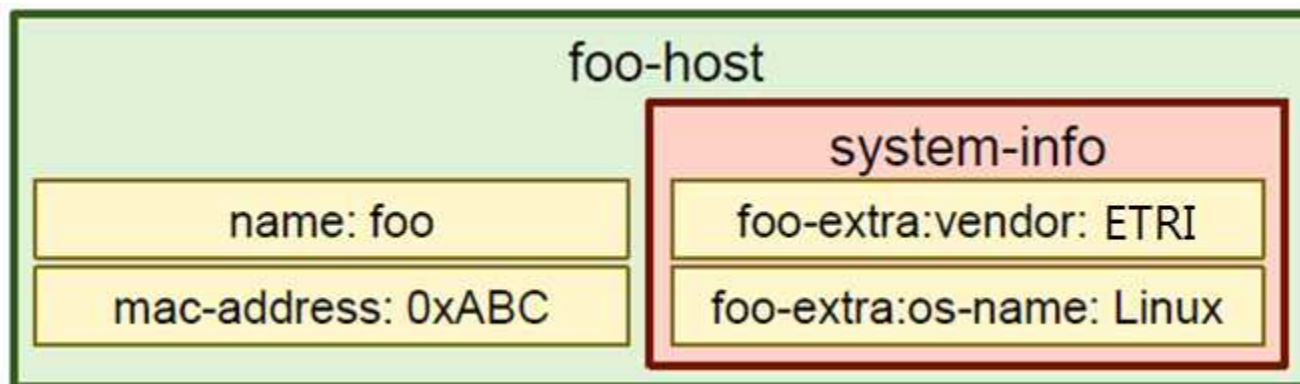 foo-host
system-info
name: foo
foo-extra:vendor: ETRI
mac-address: 0xABC
foo-extra:os-name: Linux